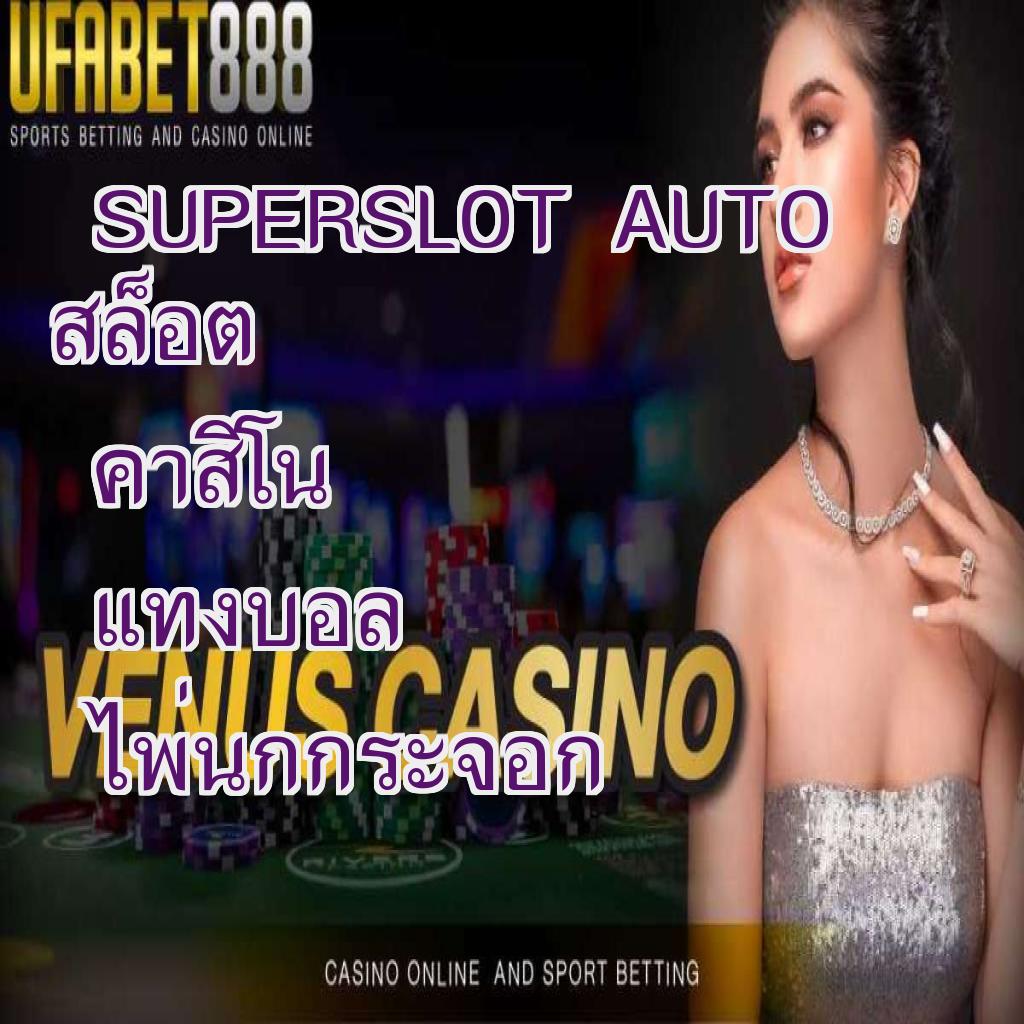 UFABET888
SPORTS BETTING AND CASINO ONLINE
SUPERSLOT AUTO
สล็อต
คาสิโน
แทงบอล
VENUS CASINO
ไพ่นกกระจอก
CASINO ONLINE AND SPORT BETTING